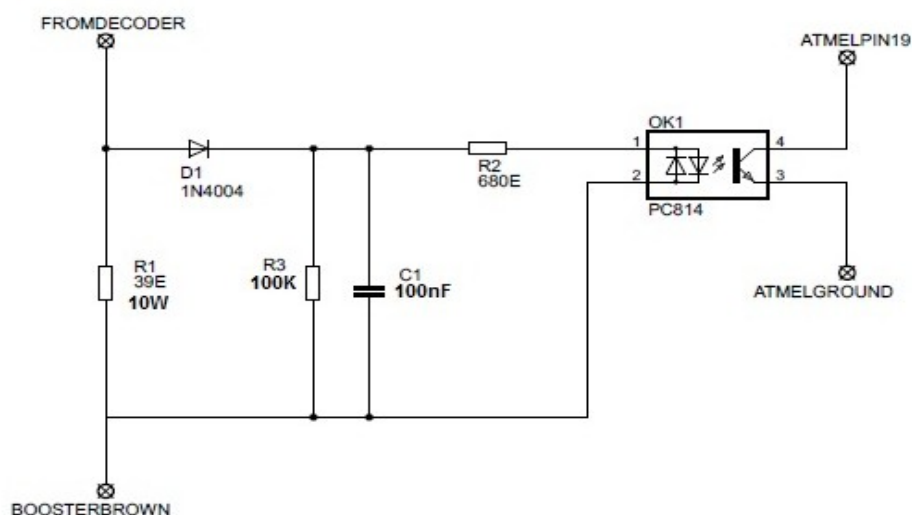 FROMDECODER
ATMELPIN19
OK1
1
4
D1
1N4004
R2
680E
2
3
PC814
R1
39E
10W
R3
100K
C1
100nF
ATMELGROUND
BOOSTERBROWN